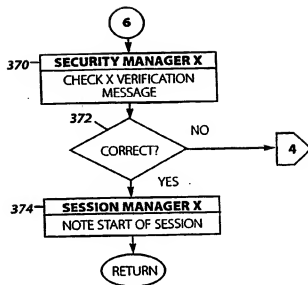 6
370
SECURITY MANAGER X
CHECK X VERIFICATION
MESSAGE
372
CORRECT?
NO
4
YES
374
SESSION MANAGER X
NOTE START OF SESSION
RETURN